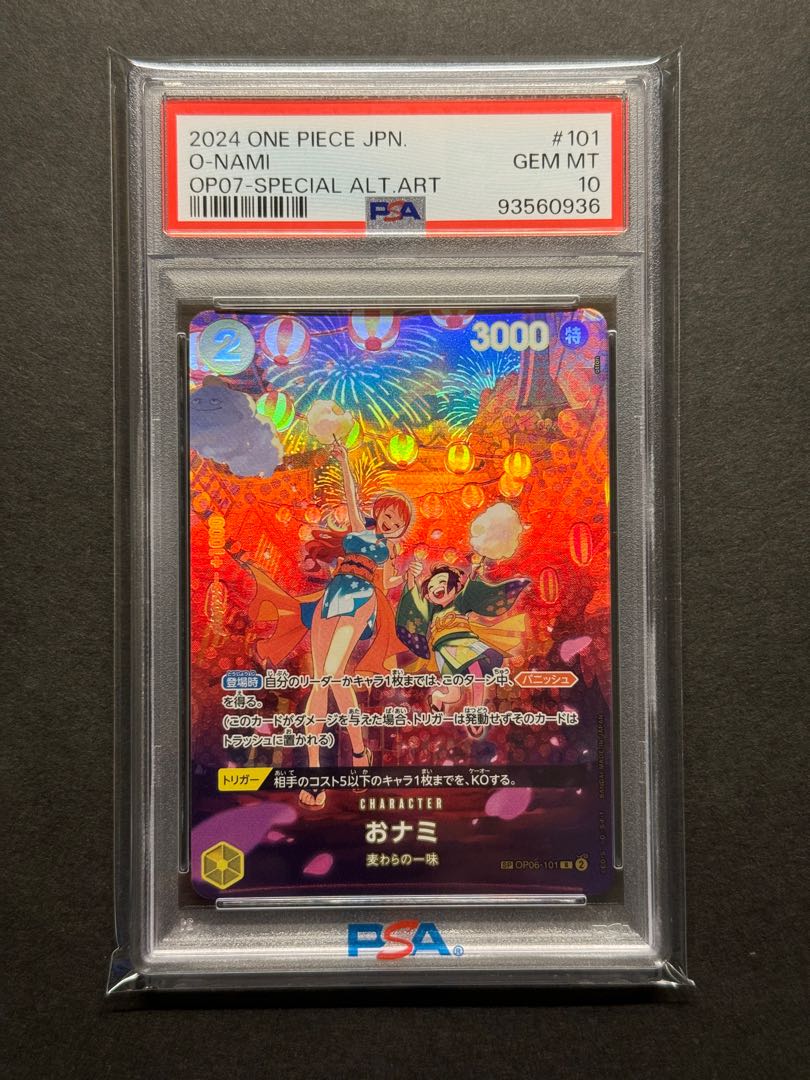 2024 ONE PIECE JPN. #101
O-NAMI GEM MT
OP07-SPECIAL ALT.ART 10
PSA 93560936
2 3000 特
+1000
登場時 自分のリーダーかキャラ1枚までは、このターン中、バニッシュ
を得る。
(このカードがダメージを与えた場合、トリガーは発動せずそのカードは
トラッシュに置かれる)
トリガー 相手のコスト5以下のキャラ1枚までを、KOする。
CHARACTER
おナミ
麦わらの一味
SP OP06-101 R 2
PSA